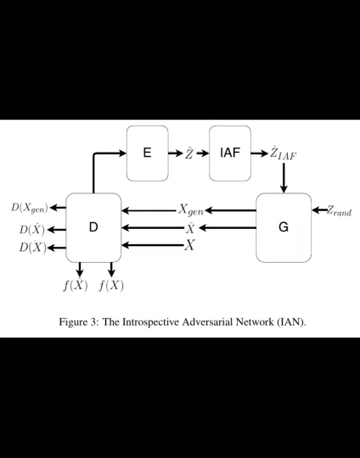 E Ẑ IAF Ẑ_IAF
D(X_gen) D X_gen G Z_rand
D(X̂) X̂
D(X) X
f(X̂) f(X)
Figure 3: The Introspective Adversarial Network (IAN).